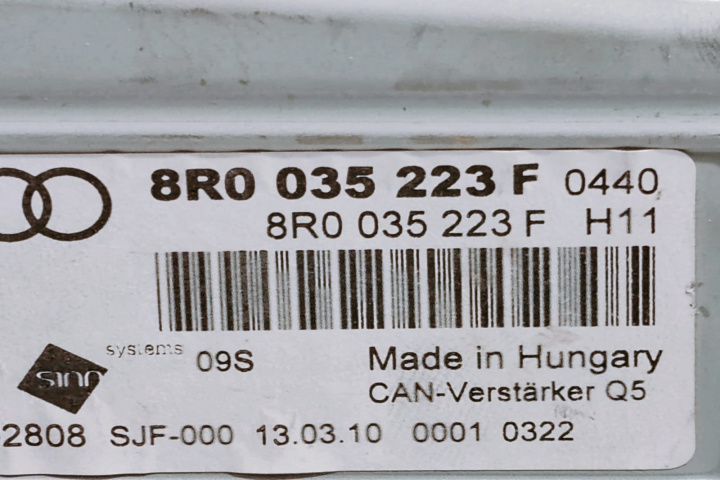 8R0 035 223 F 0440
8R0 035 223 F H11
systems 09S
Made in Hungary
CAN-Verstärker Q5
2808 SJF-000 13.03.10 0001 0322